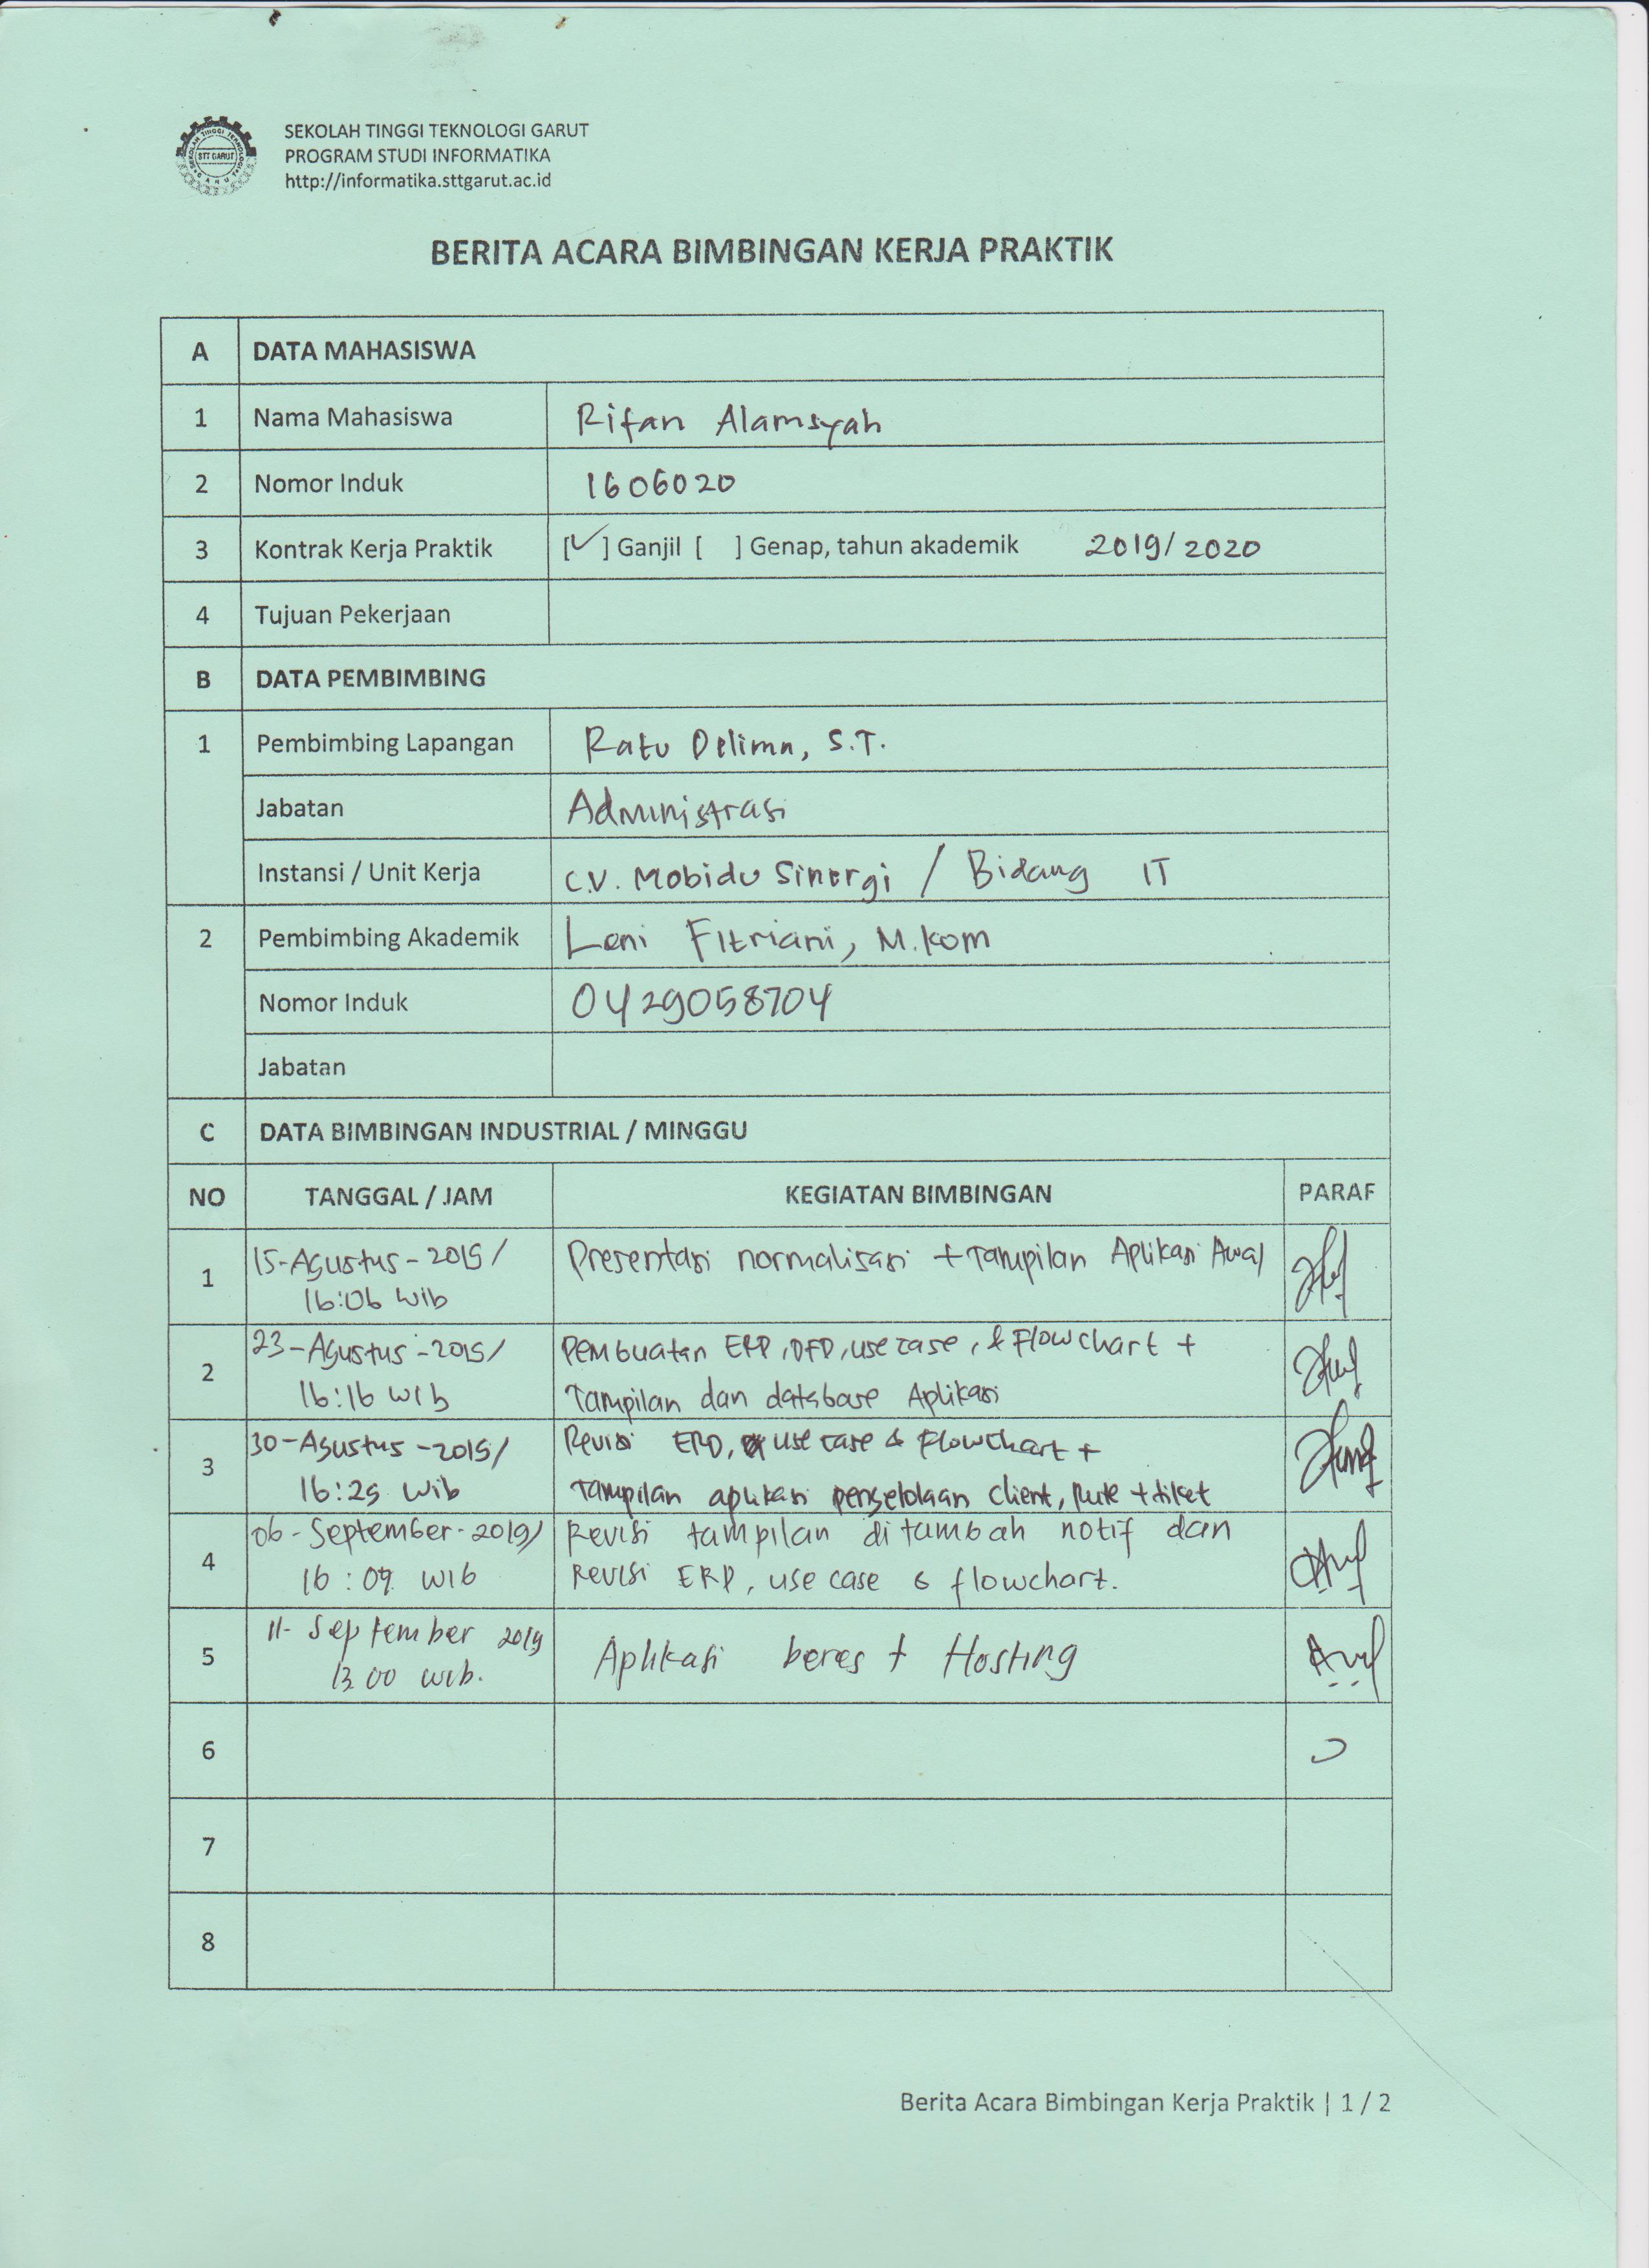 SEKOLAH TINGGI TEKNOLOGI GARUT
PROGRAM STUDI INFORMATIKA
http://informatika.sttgarut.ac.id
STT GARUT
BERITA ACARA BIMBINGAN KERJA PRAKTIK
A DATA MAHASISWA
1 Nama Mahasiswa Rifan Alamsyah
2 Nomor Induk 1606020
3 Kontrak Kerja Praktik [✓] Ganjil [ ] Genap, tahun akademik 2019/2020
4 Tujuan Pekerjaan
B DATA PEMBIMBING
1 Pembimbing Lapangan Ratu Delima, S.T.
Jabatan Administrasi
Instansi / Unit Kerja C.V. Mobidu Sinergi / Bidang IT
2 Pembimbing Akademik Leni Fitriani, M.Kom
Nomor Induk 0429058704
Jabatan
C DATA BIMBINGAN INDUSTRIAL / MINGGU
NO TANGGAL / JAM KEGIATAN BIMBINGAN PARAF
1 15-Agustus-2019/ Presentasi normalisasi + Tampilan Aplikasi Awal
16:06 Wib
2 23-Agustus-2019/ Pembuatan ERD, DFD, use case, & Flowchart +
16:16 Wib Tampilan dan database Aplikasi
3 30-Agustus-2019/ Revisi ERD, use case & Flowchart +
16:29 Wib Tampilan aplikasi pengelolaan client, Rute + tiket
4 06-September-2019/ Revisi tampilan ditambah notif dan
16:09 Wib Revisi ERD, use case & flowchart.
5 11-September 2019 Aplikasi beres + Hosting
13.00 wib.
6
7
8
Berita Acara Bimbingan Kerja Praktik | 1 / 2